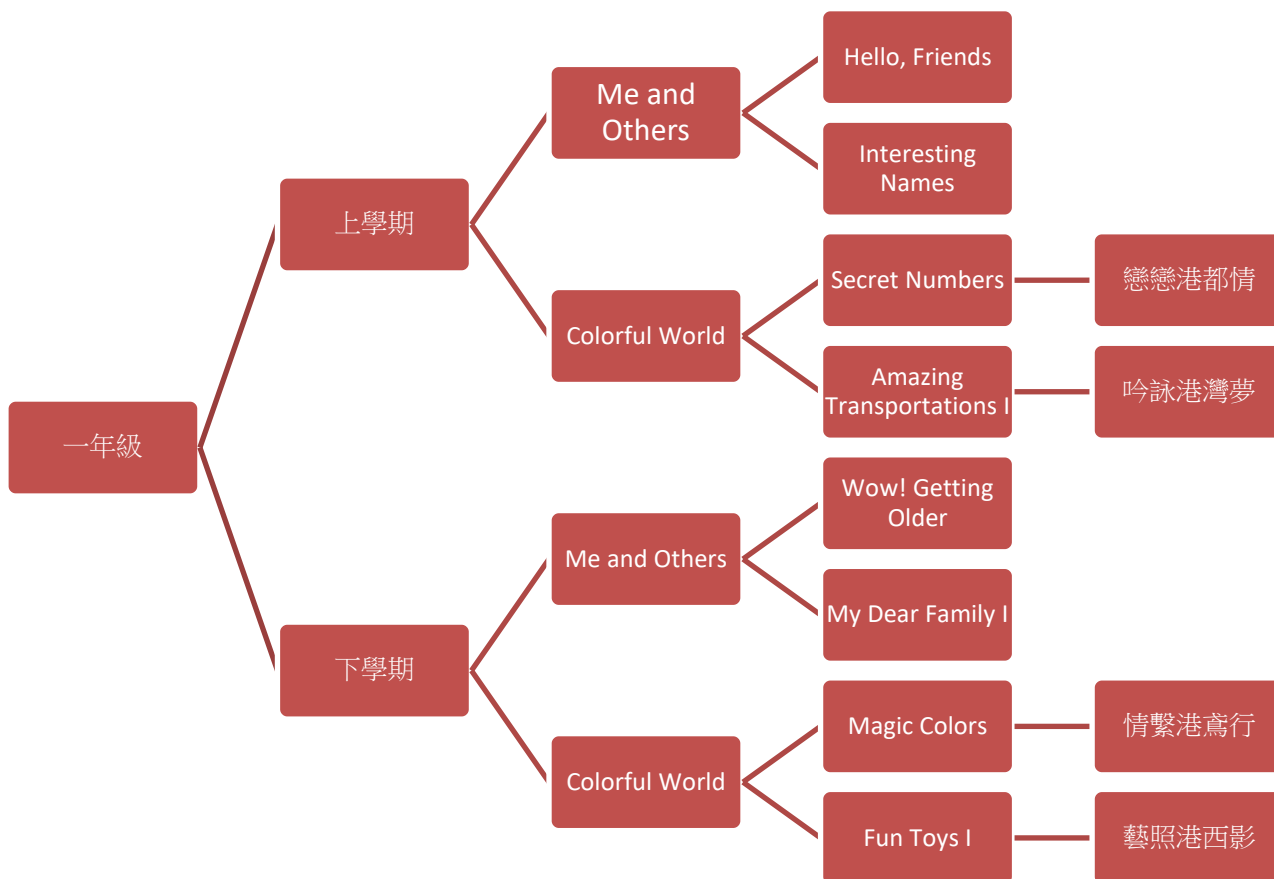 一年級
上學期
Me and
Others
Hello, Friends
Interesting
Names
Colorful World
Secret Numbers
戀戀港都情
Amazing
Transportations I
吟詠港灣夢
下學期
Me and Others
Wow! Getting
Older
My Dear Family I
Colorful World
Magic Colors
情繫港鳶行
Fun Toys I
藝照港西影